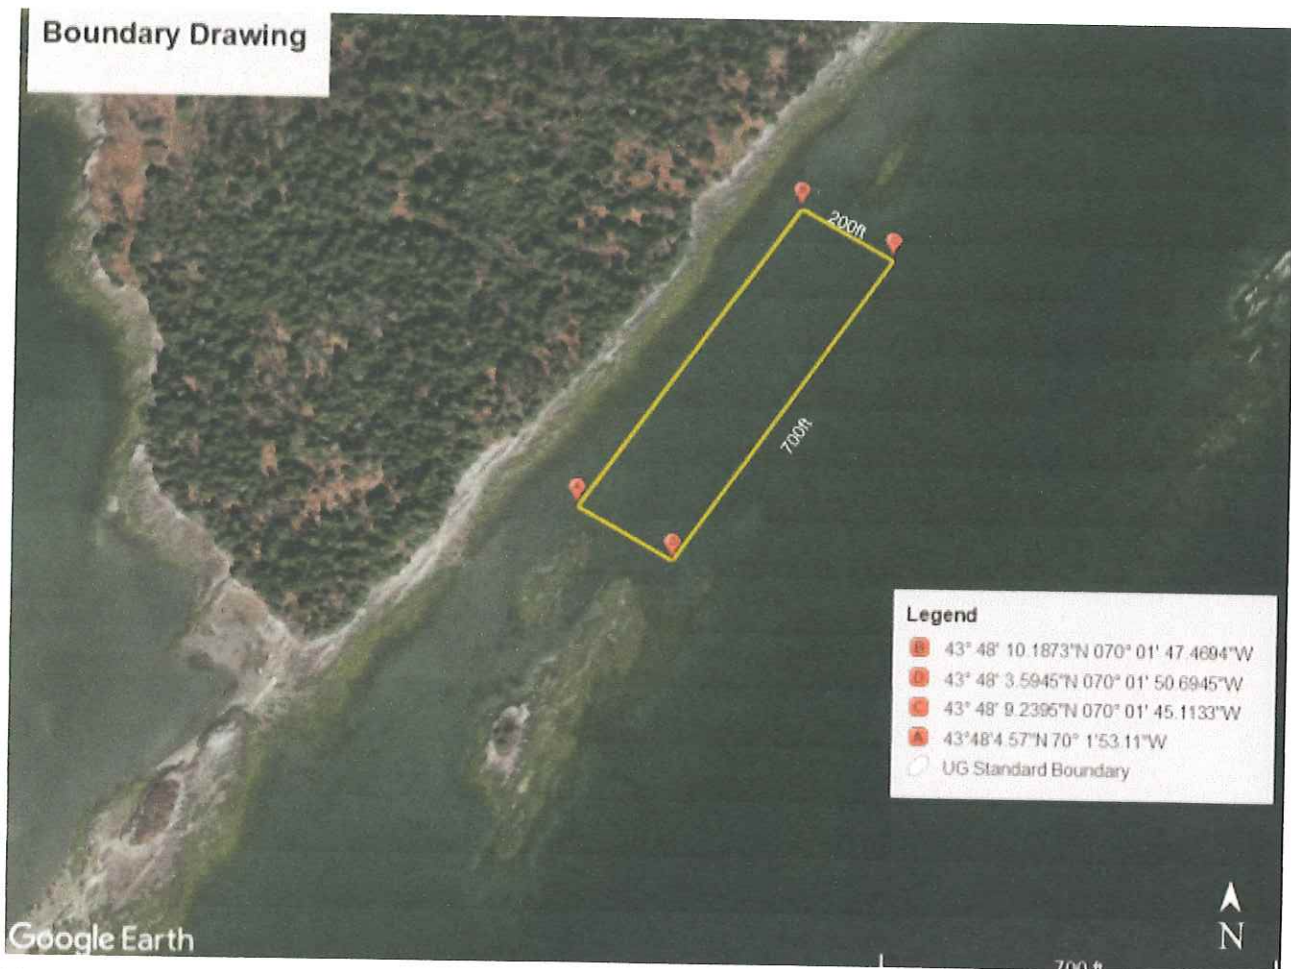 Boundary Drawing
200ft
700ft
A
Legend
B 43° 48' 10.1873"N 070° 01' 47.4694"W
D 43° 48' 3.5945"N 070° 01' 50.6945"W
C 43° 48' 9.2395"N 070° 01' 45.1133"W
A 43°48'4.57"N 70° 1'53.11"W
UG Standard Boundary
N
Google Earth
700 ft